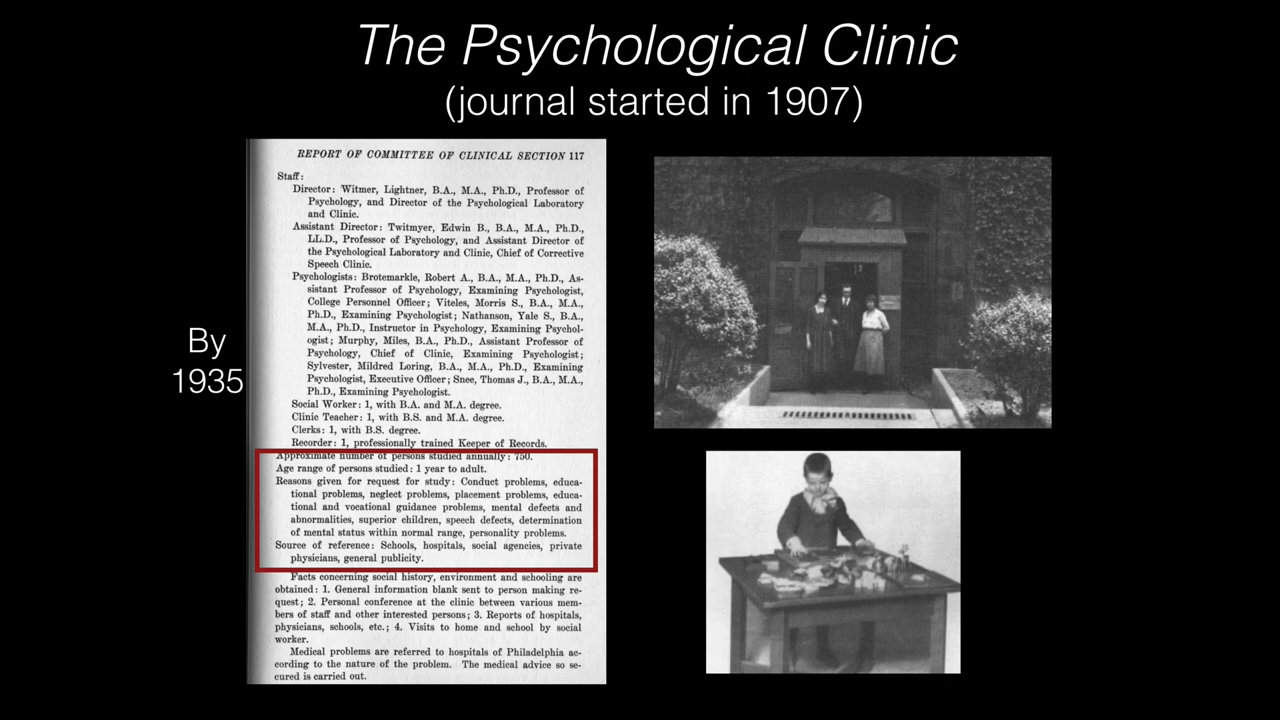 The Psychological Clinic
(journal started in 1907)
By
1935
REPORT OF COMMITTEE OF CLINICAL SECTION 117
Staff:
Director: Witmer, Lightner, B.A., M.A., Ph.D., Professor of
Psychology, and Director of the Psychological Laboratory
and Clinic.
Assistant Director: Twitmyer, Edwin B., B.A., M.A., Ph.D.,
LL.D., Professor of Psychology, and Assistant Director of
the Psychological Laboratory and Clinic, Chief of Corrective
Speech Clinic.
Psychologists: Brotemarkle, Robert A., B.A., M.A., Ph.D., As-
sistant Professor of Psychology, Examining Psychologist,
College Personnel Officer; Viteles, Morris S., B.A., M.A.,
Ph.D., Examining Psychologist; Nathanson, Yale S., B.A.,
M.A., Ph.D., Instructor in Psychology, Examining Psychol-
ogist; Murphy, Miles, B.A., Ph.D., Assistant Professor of
Psychology, Chief of Clinic, Examining Psychologist;
Sylvester, Mildred Loring, B.A., M.A., Ph.D., Examining
Psychologist, Executive Officer; Snee, Thomas J., B.A., M.A.,
Ph.D., Examining Psychologist.
Social Worker: 1, with B.A. and M.A. degree.
Clinic Teacher: 1, with B.S. and M.A. degree.
Clerks: 1, with B.S. degree.
Recorder: 1, professionally trained Keeper of Records.
Approximate number of persons studied annually: 750.
Age range of persons studied: 1 year to adult.
Reasons given for request for study: Conduct problems, educa-
tional problems, neglect problems, placement problems, educa-
tional and vocational guidance problems, mental defects and
abnormalities, superior children, speech defects, determination
of mental status within normal range, personality problems.
Source of reference: Schools, hospitals, social agencies, private
physicians, general publicity.
Facts concerning social history, environment and schooling are
obtained: 1. General information blank sent to person making re-
quest; 2. Personal conference at the clinic between various mem-
bers of staff and other interested persons; 3. Reports of hospitals,
physicians, schools, etc.; 4. Visits to home and school by social
worker.
Medical problems are referred to hospitals of Philadelphia ac-
cording to the nature of the problem. The medical advice so se-
cured is carried out.